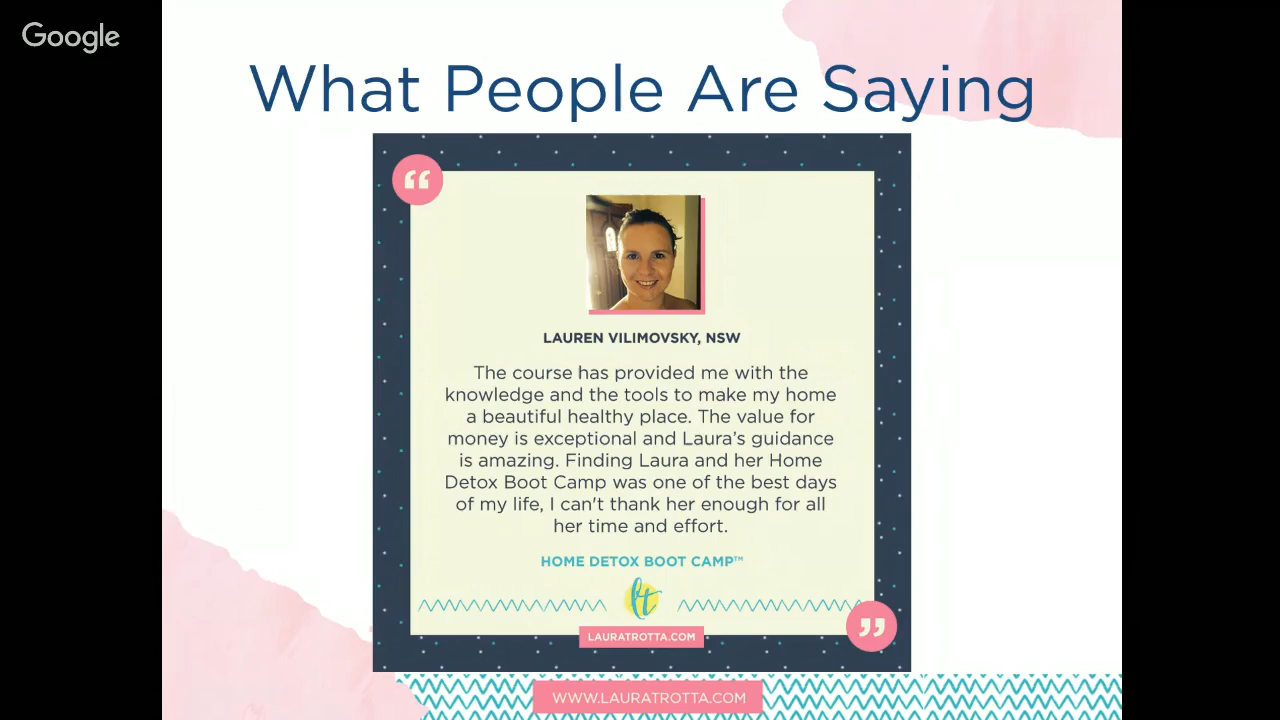 Google
What People Are Saying
“
LAUREN VILIMOVSKY, NSW
The course has provided me with the
knowledge and the tools to make my home
a beautiful healthy place. The value for
money is exceptional and Laura’s guidance
is amazing. Finding Laura and her Home
Detox Boot Camp was one of the best days
of my life, I can't thank her enough for all
her time and effort.
HOME DETOX BOOT CAMP™
lt
”
LAURATROTTA.COM
WWW.LAURATROTTA.COM